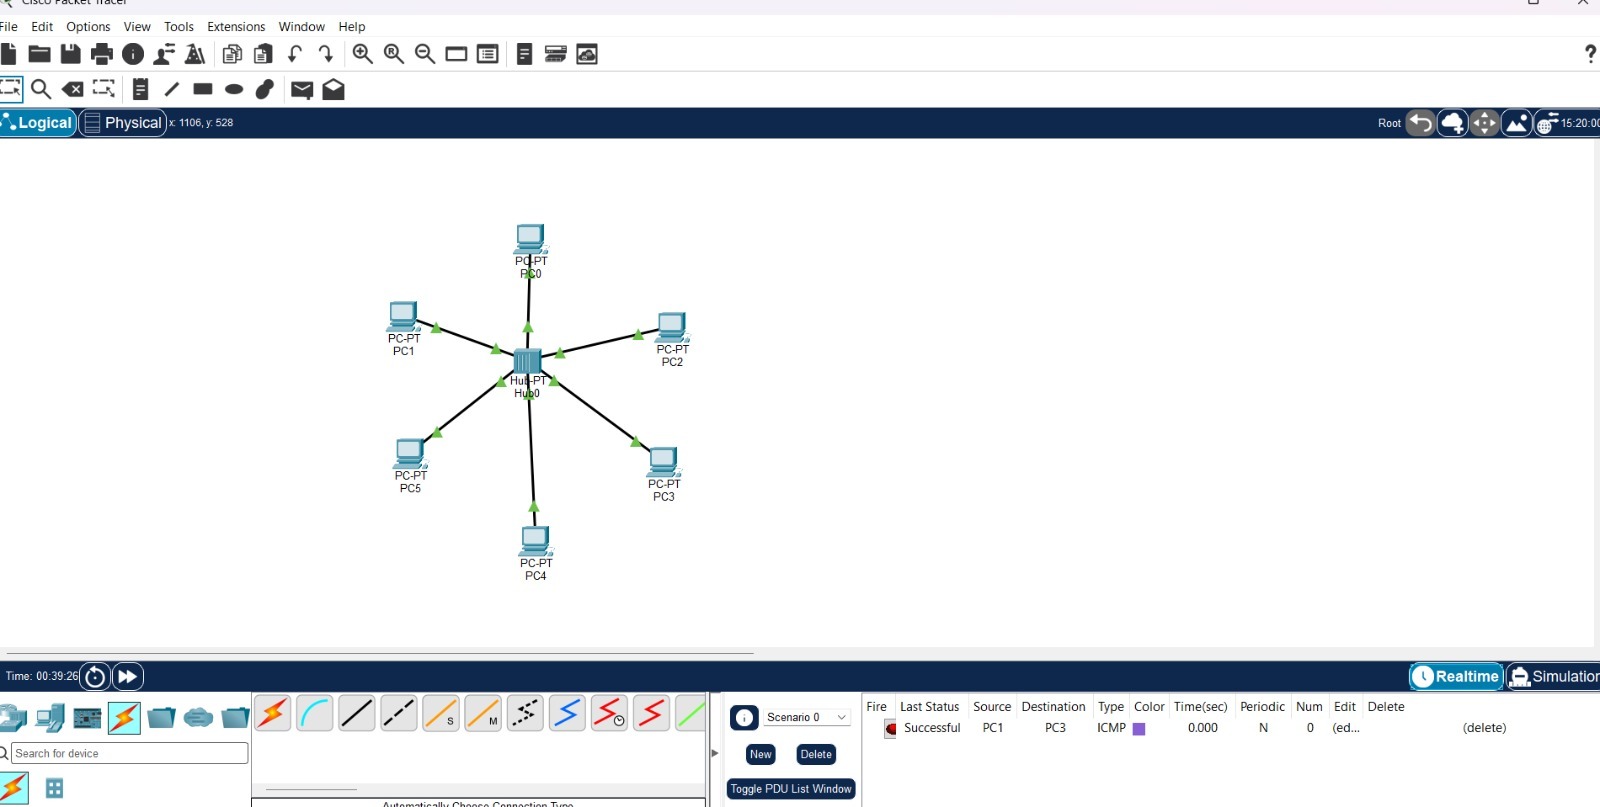 Cisco Packet Tracer
File Edit Options View Tools Extensions Window Help
?
Logical Physical x: 1106, y: 528 Root 15:20:00
PC-PT
PC0
PC-PT
PC1
PC-PT
PC2
Hub-PT
Hub0
PC-PT
PC5
PC-PT
PC3
PC-PT
PC4
Time: 00:39:26 Realtime Simulation
Fire Last Status Source Destination Type Color Time(sec) Periodic Num Edit Delete
Scenario 0
S M
Successful PC1 PC3 ICMP 0.000 N 0 (ed... (delete)
Search for device
New Delete
Toggle PDU List Window
Automatically Choose Connection Type